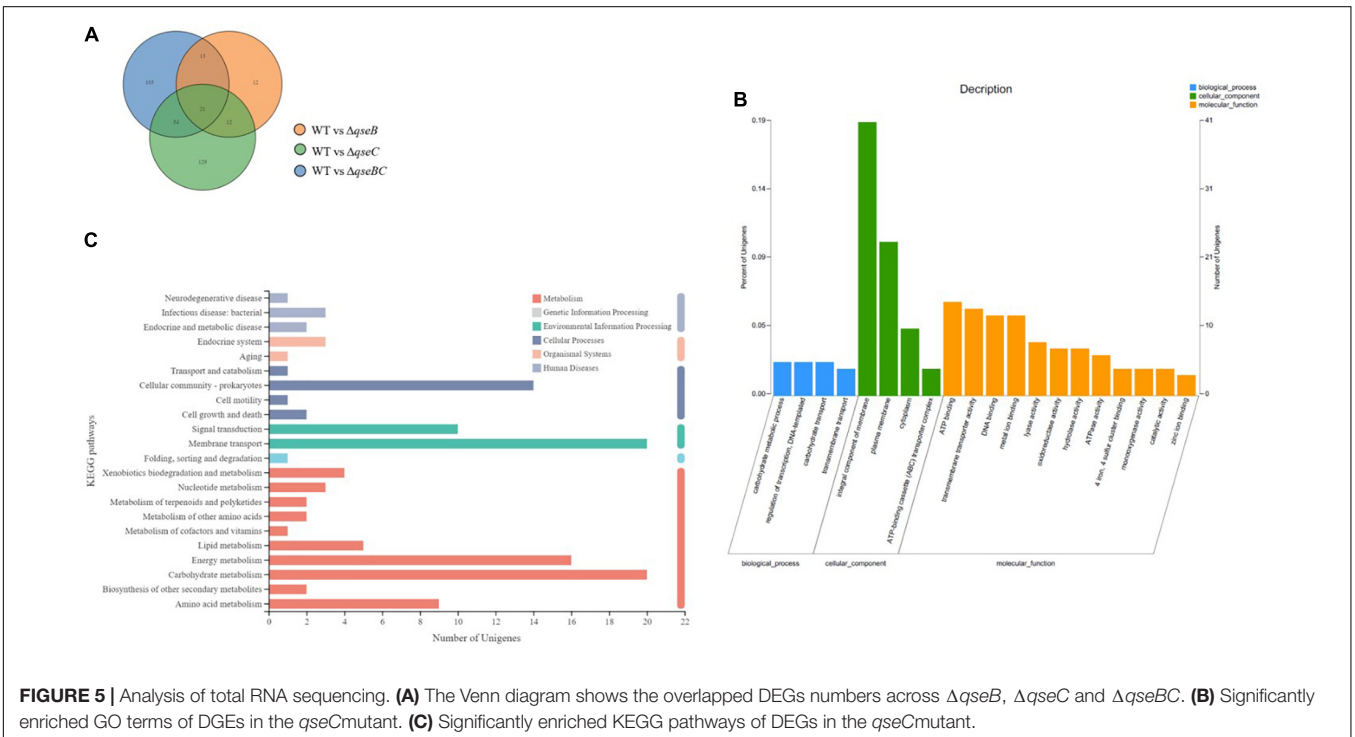 A
15
12
21
54
12
129
WT vs ΔqseB
WT vs ΔqseC
WT vs ΔqseBC
B
Decription
biological_process
cellular_component
molecular_function
0.19
0.14
0.09
0.05
0.00
Percent of Unigenes
41
31
21
10
0
Number of Unigenes
carbohydrate metabolic process
regulation of transcription, DNA-templated
carbohydrate transport
transmembrane transport
integral component of membrane
plasma membrane
cytoplasm
ATP-binding cassette (ABC) transporter complex
ATP binding
transmembrane transporter activity
DNA binding
metal ion binding
lyase activity
oxidoreductase activity
hydrolase activity
ATPase activity
4 iron, 4 sulfur cluster binding
monooxygenase activity
catalytic activity
zinc ion binding
biological_process
cellular_component
molecular_function
C
KEGG pathways
Neurodegenerative disease
Infectious disease: bacterial
Endocrine and metabolic disease
Endocrine system
Aging
Transport and catabolism
Cellular community - prokaryotes
Cell motility
Cell growth and death
Signal transduction
Membrane transport
Folding, sorting and degradation
Xenobiotics biodegradation and metabolism
Nucleotide metabolism
Metabolism of terpenoids and polyketides
Metabolism of other amino acids
Metabolism of cofactors and vitamins
Lipid metabolism
Energy metabolism
Carbohydrate metabolism
Biosynthesis of other secondary metabolites
Amino acid metabolism
Metabolism
Genetic Information Processing
Environmental Information Processing
Cellular Processes
Organismal Systems
Human Diseases
0 2 4 6 8 10 12 14 16 18 20 22
Number of Unigenes
FIGURE 5 | Analysis of total RNA sequencing. (A) The Venn diagram shows the overlapped DEGs numbers across ΔqseB, ΔqseC and ΔqseBC. (B) Significantly
enriched GO terms of DGEs in the qseCmutant. (C) Significantly enriched KEGG pathways of DEGs in the qseCmutant.